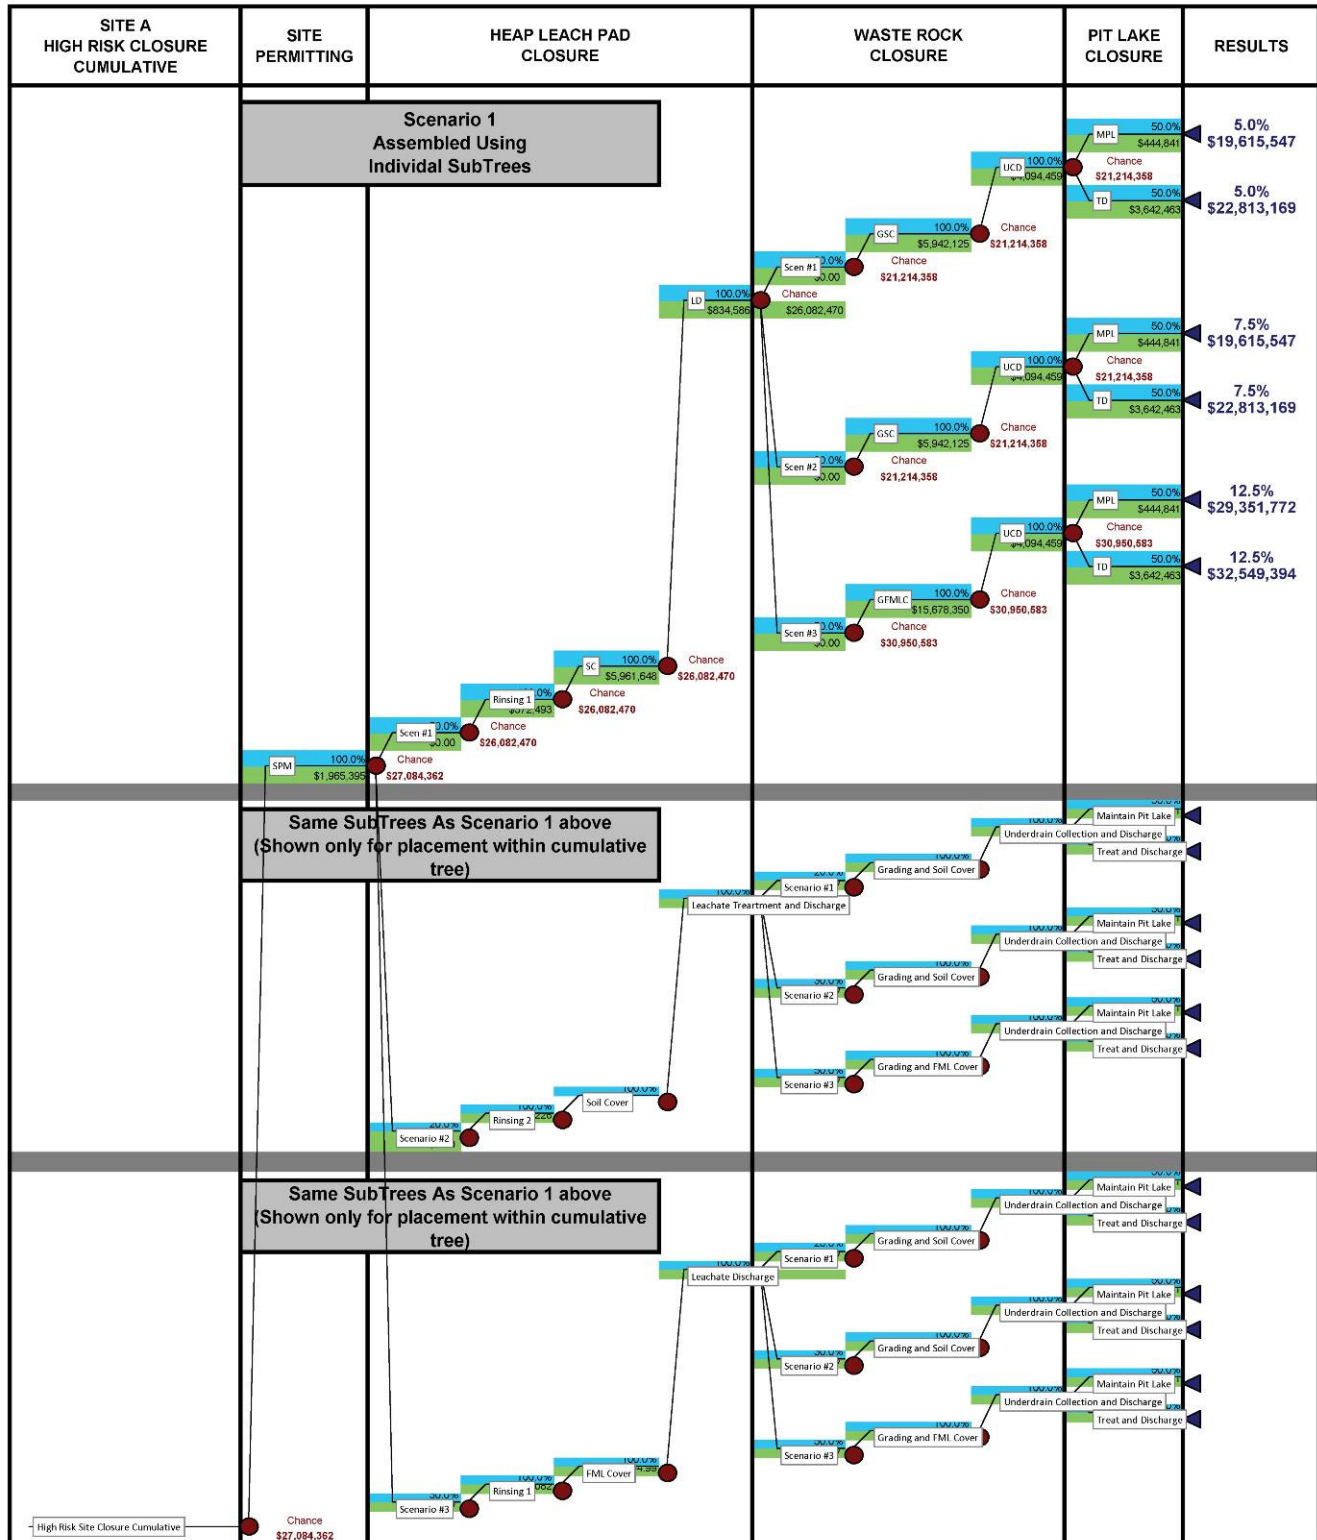 SITE A
HIGH RISK CLOSURE
CUMULATIVE
SITE
PERMITTING
HEAP LEACH PAD
CLOSURE
WASTE ROCK
CLOSURE
PIT LAKE
CLOSURE
RESULTS
Scenario 1
Assembled Using
Individal SubTrees
MPL
50.0%
$444,841
5.0%
$19,615,547
UCD
100.0%
$4,094,459
Chance
$21,214,358
TD
50.0%
$3,642,463
5.0%
$22,813,169
GSC
100.0%
$5,942,125
Chance
$21,214,358
Scen #1
Chance
$21,214,358
LD
100.0%
$834,586
Chance
$26,082,470
MPL
50.0%
$444,841
7.5%
$19,615,547
UCD
100.0%
$4,094,459
Chance
$21,214,358
TD
50.0%
$3,642,463
7.5%
$22,813,169
GSC
100.0%
$5,942,125
Chance
$21,214,358
Scen #2
Chance
$21,214,358
MPL
50.0%
$444,841
12.5%
$29,351,772
UCD
100.0%
$4,094,459
Chance
$30,950,583
TD
50.0%
$3,642,463
12.5%
$32,549,394
GFMLC
100.0%
$15,678,350
Chance
$30,950,583
Scen #3
Chance
$30,950,583
SC
100.0%
$5,961,648
Chance
$26,082,470
Rinsing 1
Chance
$26,082,470
Scen #1
Chance
$26,082,470
SPM
100.0%
$1,965,395
Chance
$27,084,362
Same SubTrees As Scenario 1 above
(Shown only for placement within cumulative
tree)
Maintain Pit Lake
Underdrain Collection and Discharge
Treat and Discharge
Grading and Soil Cover
Scenario #1
Leachate Treartment and Discharge
Maintain Pit Lake
Underdrain Collection and Discharge
Treat and Discharge
Grading and Soil Cover
Scenario #2
Maintain Pit Lake
Underdrain Collection and Discharge
Treat and Discharge
Grading and FML Cover
Scenario #3
Soil Cover
100.0%
Rinsing 2
Scenario #2
Same SubTrees As Scenario 1 above
(Shown only for placement within cumulative
tree)
Maintain Pit Lake
Underdrain Collection and Discharge
Treat and Discharge
Grading and Soil Cover
Scenario #1
Leachate Discharge
Maintain Pit Lake
Underdrain Collection and Discharge
Treat and Discharge
Grading and Soil Cover
Scenario #2
Maintain Pit Lake
Underdrain Collection and Discharge
Treat and Discharge
Grading and FML Cover
Scenario #3
FML Cover
Rinsing 1
Scenario #3
High Risk Site Closure Cumulative
Chance
$27,084,362